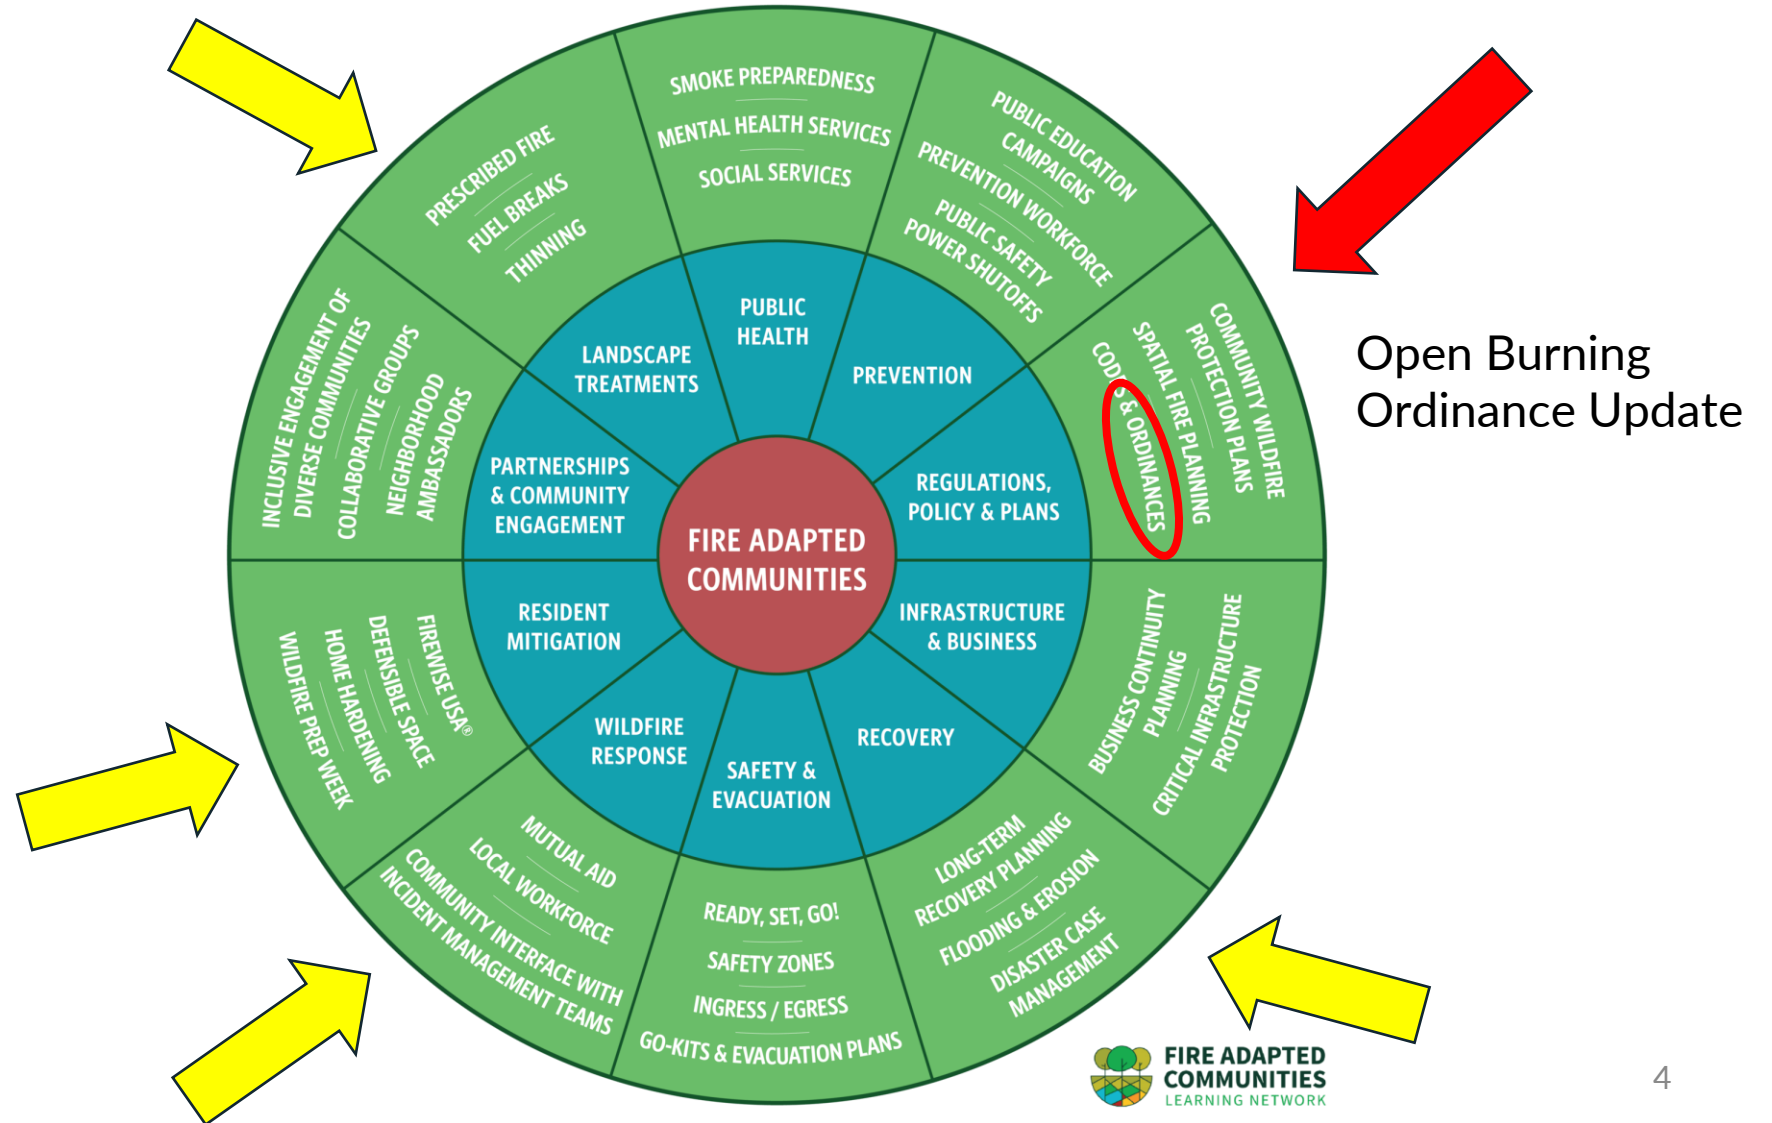 SMOKE PREPAREDNESS
MENTAL HEALTH SERVICES
SOCIAL SERVICES
PUBLIC EDUCATION
CAMPAIGNS
PREVENTION WORKFORCE
PUBLIC SAFETY
POWER SHUTOFFS
COMMUNITY WILDFIRE
PROTECTION PLANS
SPATIAL FIRE PLANNING
CODES & ORDINANCES
BUSINESS CONTINUITY
PLANNING
CRITICAL INFRASTRUCTURE
PROTECTION
LONG-TERM
RECOVERY PLANNING
FLOODING & EROSION
DISASTER CASE
MANAGEMENT
READY, SET, GO!
SAFETY ZONES
INGRESS / EGRESS
GO-KITS & EVACUATION PLANS
MUTUAL AID
LOCAL WORKFORCE
COMMUNITY INTERFACE WITH
INCIDENT MANAGEMENT TEAMS
FIREWISE USA®
DEFENSIBLE SPACE
HOME HARDENING
WILDFIRE PREP WEEK
INCLUSIVE ENGAGEMENT OF
DIVERSE COMMUNITIES
COLLABORATIVE GROUPS
NEIGHBORHOOD
AMBASSADORS
PRESCRIBED FIRE
FUEL BREAKS
THINNING
PUBLIC
HEALTH
PREVENTION
REGULATIONS,
POLICY & PLANS
INFRASTRUCTURE
& BUSINESS
RECOVERY
SAFETY &
EVACUATION
WILDFIRE
RESPONSE
RESIDENT
MITIGATION
PARTNERSHIPS
& COMMUNITY
ENGAGEMENT
LANDSCAPE
TREATMENTS
FIRE ADAPTED
COMMUNITIES
Open Burning
Ordinance Update
FIRE ADAPTED
COMMUNITIES
LEARNING NETWORK
4